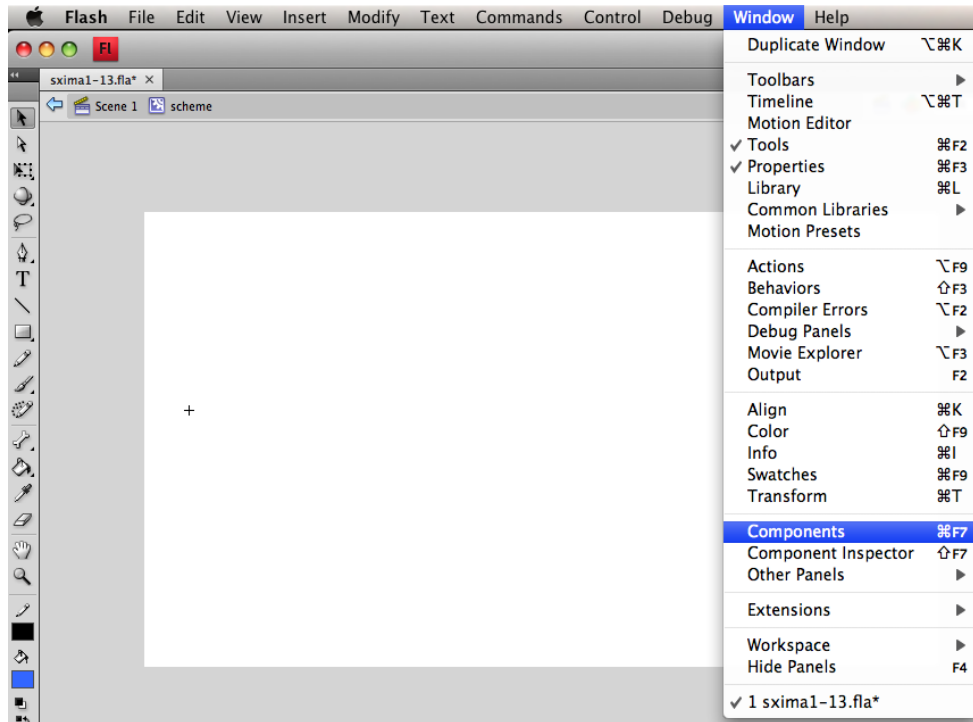 Flash File Edit View Insert Modify Text Commands Control Debug Window Help
Fl
sxima1-13.fla* ×
Scene 1 scheme
T
Duplicate Window ⌥⌘K
Toolbars ▶
Timeline ⌥⌘T
Motion Editor
✓ Tools ⌘F2
✓ Properties ⌘F3
Library ⌘L
Common Libraries ▶
Motion Presets
Actions ⌥F9
Behaviors ⇧F3
Compiler Errors ⌥F2
Debug Panels ▶
Movie Explorer ⌥F3
Output F2
Align ⌘K
Color ⇧F9
Info ⌘I
Swatches ⌘F9
Transform ⌘T
Components ⌘F7
Component Inspector ⇧F7
Other Panels ▶
Extensions ▶
Workspace ▶
Hide Panels F4
✓ 1 sxima1-13.fla*